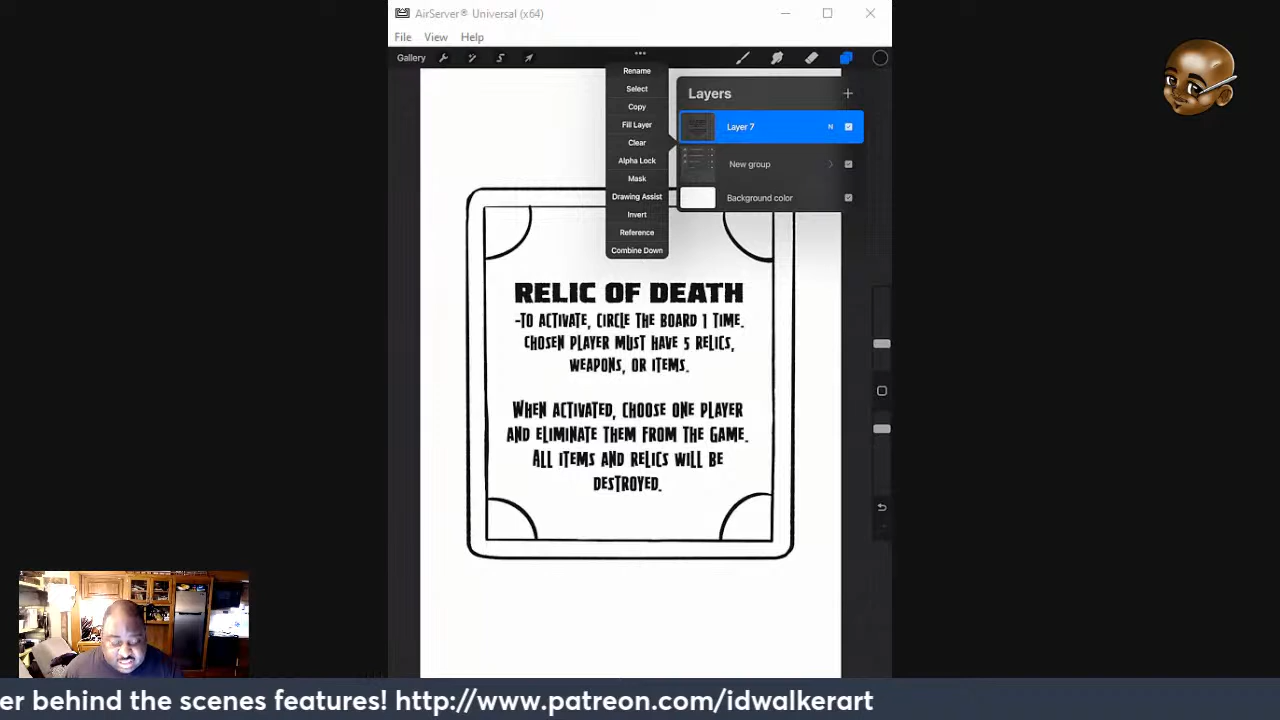 AirServer® Universal (x64)
File View Help
Gallery
Rename
Select
Copy
Fill Layer
Clear
Alpha Lock
Mask
Drawing Assist
Invert
Reference
Combine Down
Layers
Layer 7 N
New group
Background color
RELIC OF DEATH
-TO ACTIVATE, CIRCLE THE BOARD 1 TIME.
CHOSEN PLAYER MUST HAVE 5 RELICS,
WEAPONS, OR ITEMS.
WHEN ACTIVATED, CHOOSE ONE PLAYER
AND ELIMINATE THEM FROM THE GAME.
ALL ITEMS AND RELICS WILL BE
DESTROYED.
er behind the scenes features! http://www.patreon.com/idwalkerart